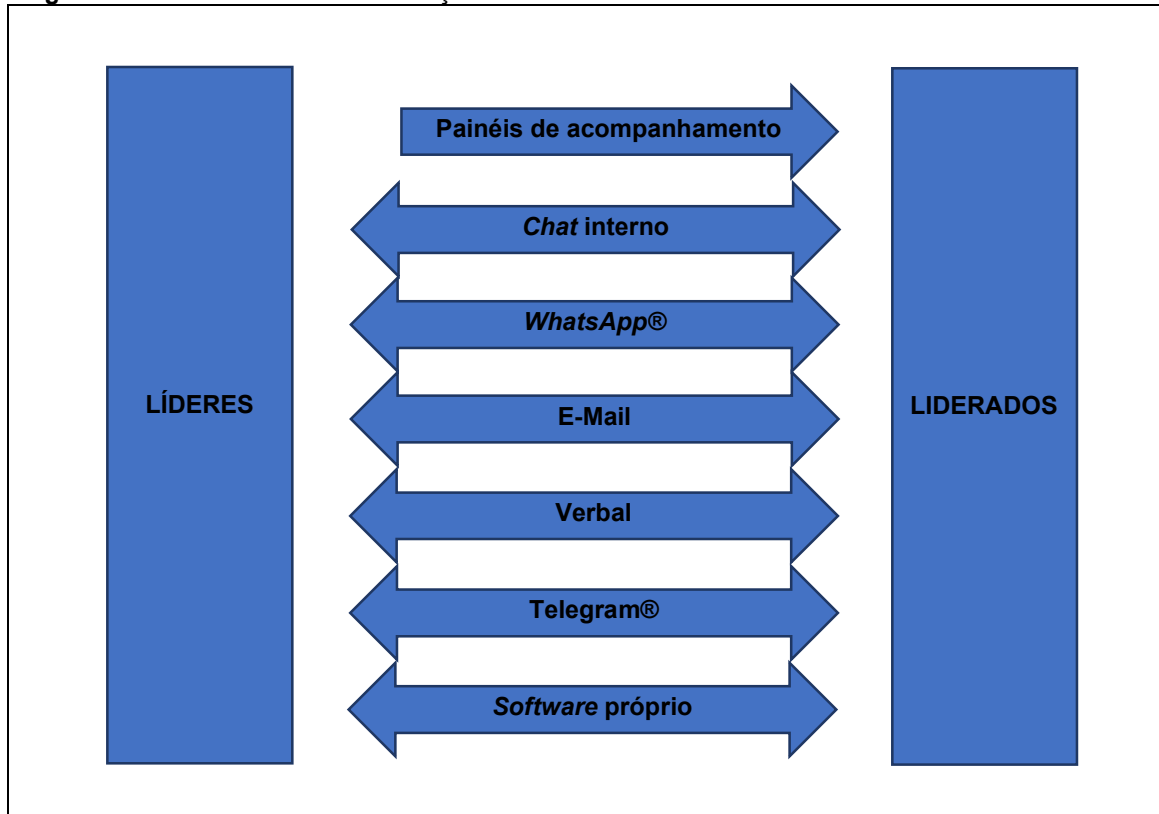 Painéis de acompanhamento
Chat interno
WhatsApp®
LÍDERES
LIDERADOS
E-Mail
Verbal
Telegram®
Software próprio